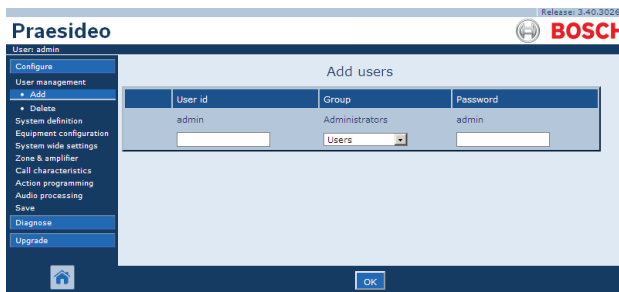 Release: 3.40.3026
Praesideo
BOSCH
User: admin
Configure
User management
• Add
• Delete
System definition
Equipment configuration
System wide settings
Zone & amplifier
Call characteristics
Action programming
Audio processing
Save
Diagnose
Upgrade
Add users
User id Group Password
admin Administrators admin
Users
OK